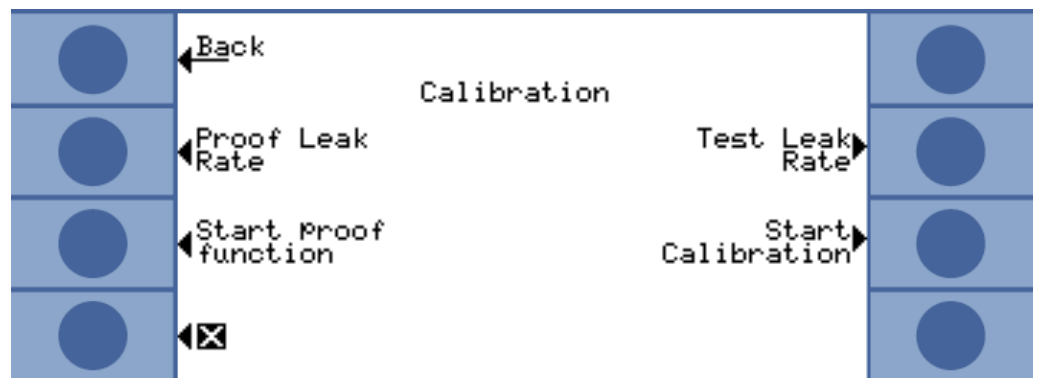 Back
Calibration
Proof Leak
Rate
Test Leak
Rate
Start Proof
function
Start
Calibration